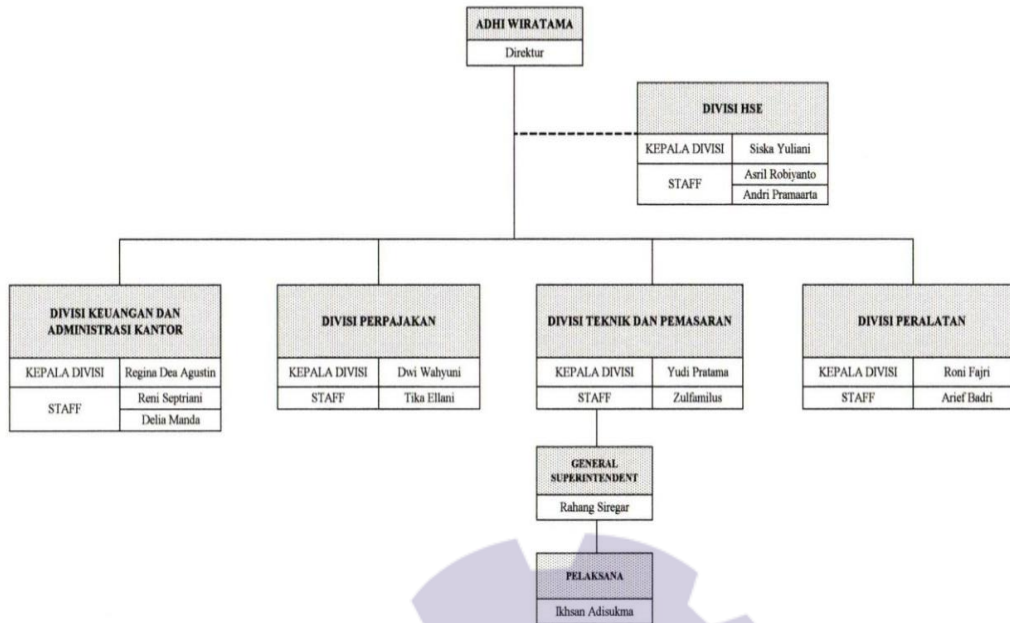 ADHI WIRATAMA
Direktur
DIVISI HSE
KEPALA DIVISI
Siska Yuliani
STAFF
Asril Robiyanto
Andri Pramaarta
DIVISI KEUANGAN DAN
ADMINISTRASI KANTOR
KEPALA DIVISI
Regina Dea Agustin
STAFF
Reni Septriani
Delia Manda
DIVISI PERPAJAKAN
KEPALA DIVISI
Dwi Wahyuni
STAFF
Tika Ellani
DIVISI TEKNIK DAN PEMASARAN
KEPALA DIVISI
Yudi Pratama
STAFF
Zulfamilus
DIVISI PERALATAN
KEPALA DIVISI
Roni Fajri
STAFF
Arief Badri
GENERAL
SUPERINTENDENT
Rahang Siregar
PELAKSANA
Ikhsan Adisukma